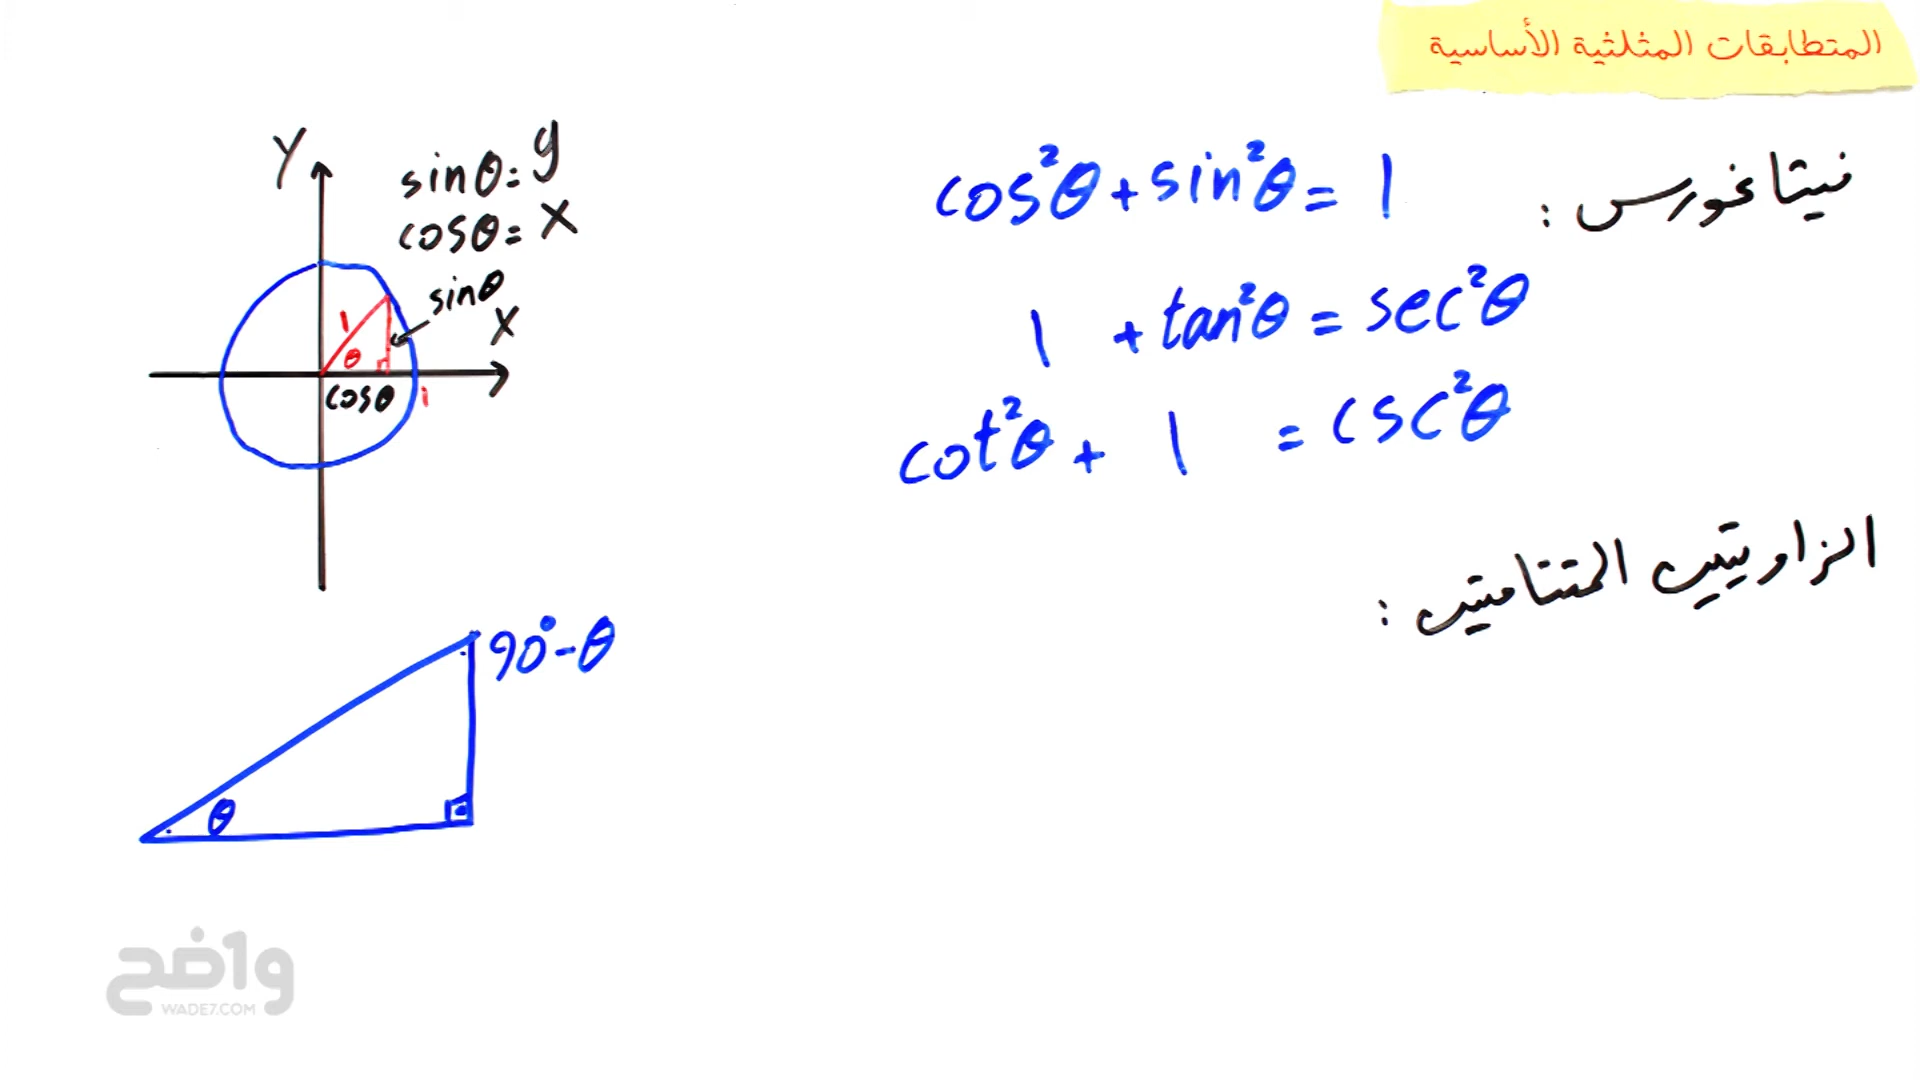 المتطابقات المثلثية الأساسية
فيتاغورس :
cos²θ + sin²θ = 1
1 + tan²θ = sec²θ
cot²θ + 1 = csc²θ
الزاويتين المتتامتين :
Y
sinθ = y
cosθ = x
sinθ
X
1
θ
cosθ
1
90° - θ
θ
واضح
WADE7.COM